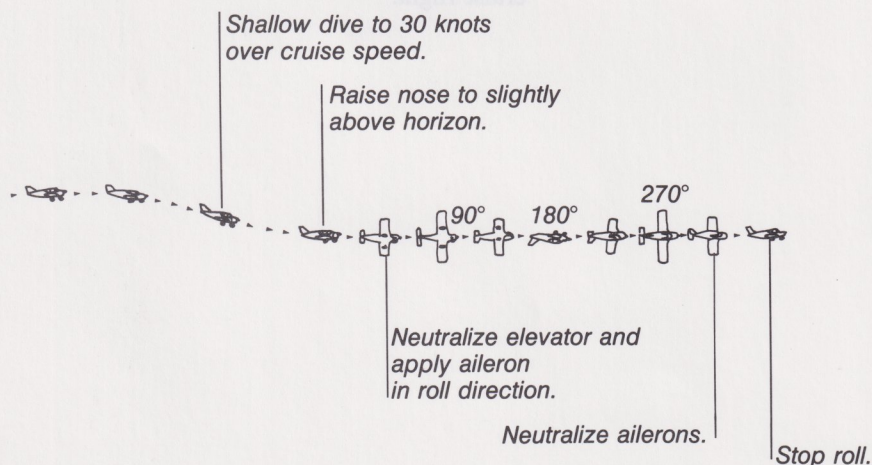 Shallow dive to 30 knots
over cruise speed.
Raise nose to slightly
above horizon.
90°
180°
270°
Neutralize elevator and
apply aileron
in roll direction.
Neutralize ailerons.
Stop roll.